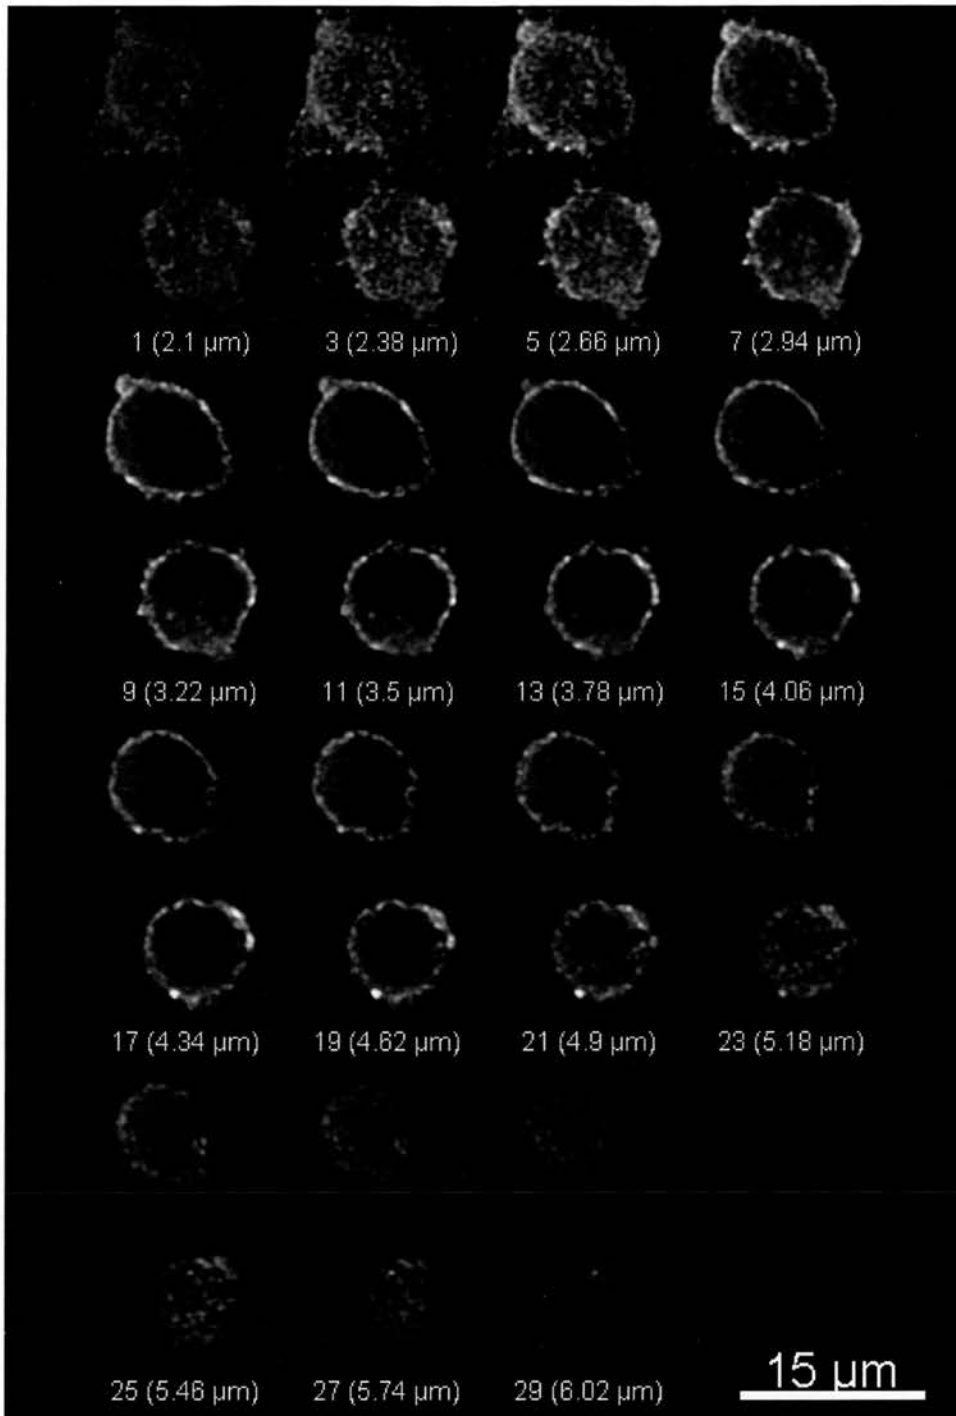 1 (2.1 µm) 3 (2.38 µm) 5 (2.66 µm) 7 (2.94 µm)
9 (3.22 µm) 11 (3.5 µm) 13 (3.78 µm) 15 (4.06 µm)
17 (4.34 µm) 19 (4.62 µm) 21 (4.9 µm) 23 (5.18 µm)
15 µm
25 (5.46 µm) 27 (5.74 µm) 29 (6.02 µm)